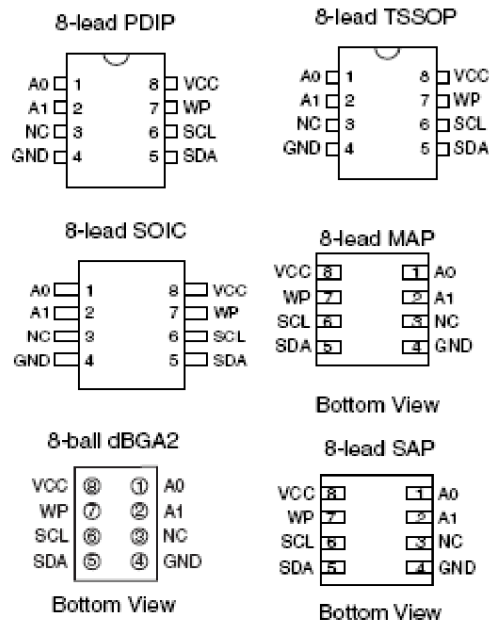 8-lead PDIP
A0 1 8 VCC
A1 2 7 WP
NC 3 6 SCL
GND 4 5 SDA
8-lead TSSOP
A0 1 8 VCC
A1 2 7 WP
NC 3 6 SCL
GND 4 5 SDA
8-lead SOIC
A0 1 8 VCC
A1 2 7 WP
NC 3 6 SCL
GND 4 5 SDA
8-lead MAP
VCC 8 1 A0
WP 7 2 A1
SCL 6 3 NC
SDA 5 4 GND
Bottom View
8-ball dBGA2
VCC 8 1 A0
WP 7 2 A1
SCL 6 3 NC
SDA 5 4 GND
Bottom View
8-lead SAP
VCC 8 1 A0
WP 7 2 A1
SCL 6 3 NC
SDA 5 4 GND
Bottom View